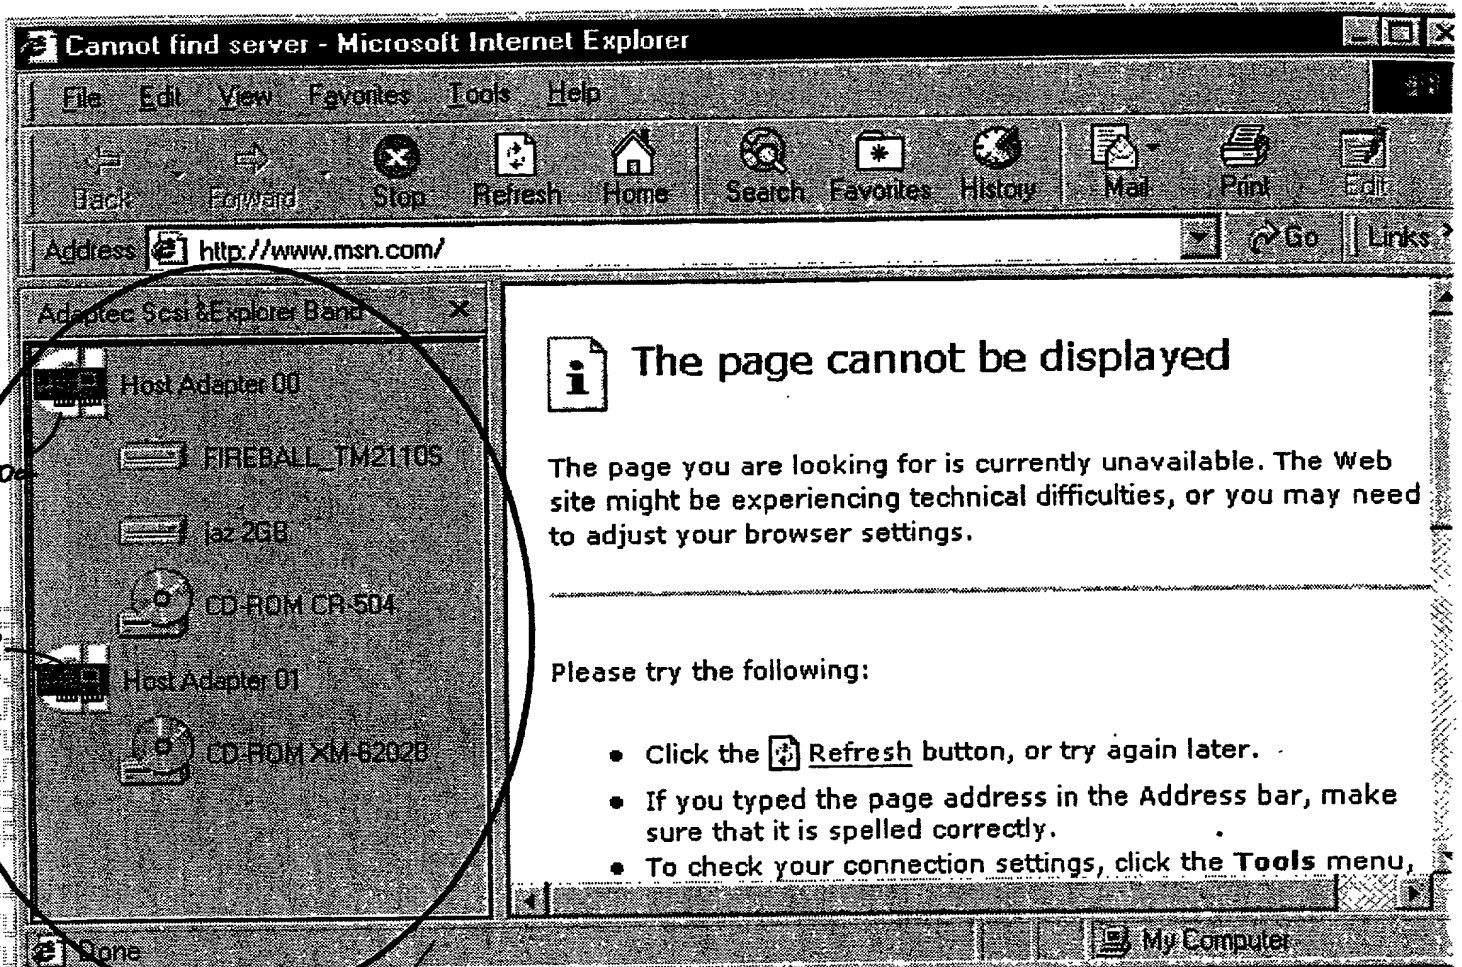 Cannot find server - Microsoft Internet Explorer
File Edit View Favorites Tools Help
Back Forward Stop Refresh Home Search Favorites History Mail Print Edit
Address http://www.msn.com/ Go Links
Adaptec Scsi &Explorer Band
Host Adapter 00
FIREBALL_TM2110S
jaz 2GB
CD-ROM CR-504
Host Adapter 01
CD-ROM XM-6202B
The page cannot be displayed
The page you are looking for is currently unavailable. The Web
site might be experiencing technical difficulties, or you may need
to adjust your browser settings.
Please try the following:
• Click the Refresh button, or try again later.
• If you typed the page address in the Address bar, make
sure that it is spelled correctly.
• To check your connection settings, click the Tools menu,
Done
My Computer